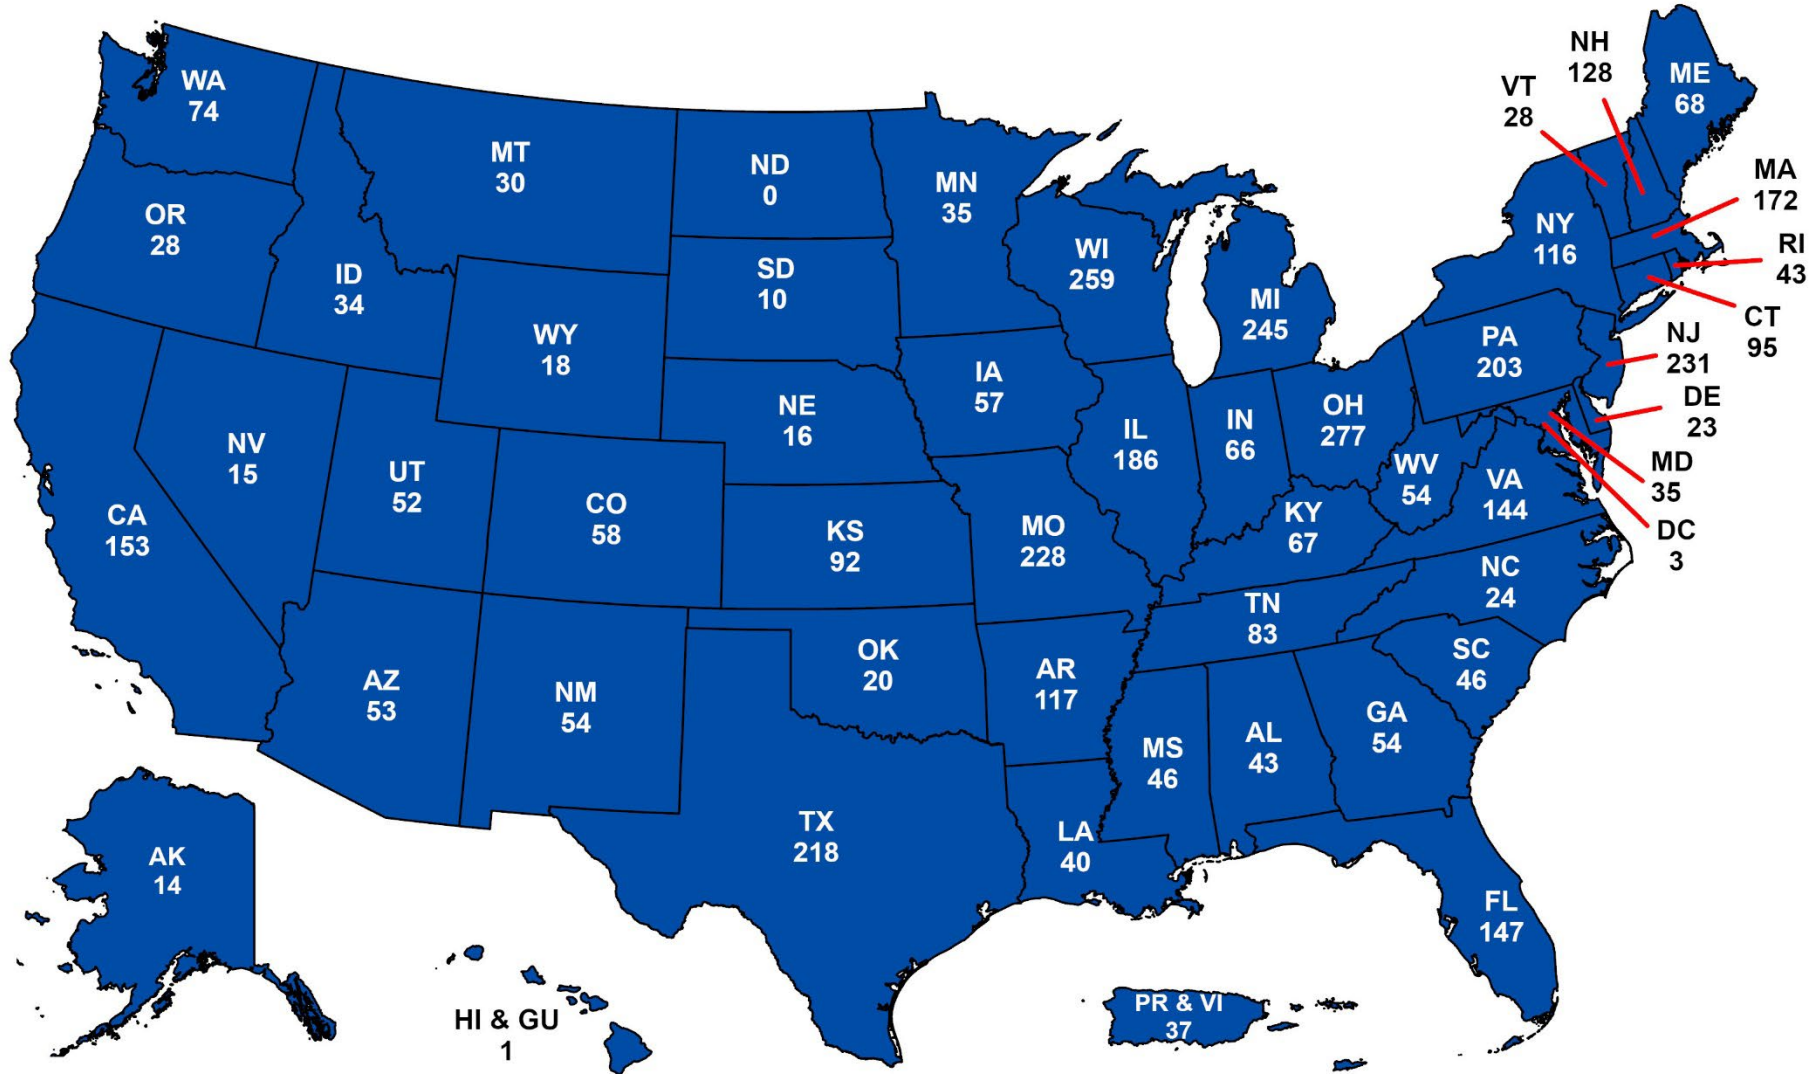 WA
74
OR
28
CA
153
NV
15
ID
34
MT
30
WY
18
UT
52
AZ
53
CO
58
NM
54
ND
0
SD
10
NE
16
KS
92
OK
20
TX
218
MN
35
IA
57
MO
228
AR
117
LA
40
WI
259
IL
186
MI
245
IN
66
OH
277
KY
67
TN
83
MS
46
AL
43
GA
54
FL
147
SC
46
NC
24
VA
144
WV
54
PA
203
NY
116
VT
28
NH
128
ME
68
MA
172
RI
43
CT
95
NJ
231
DE
23
MD
35
DC
3
AK
14
HI & GU
1
PR & VI
37